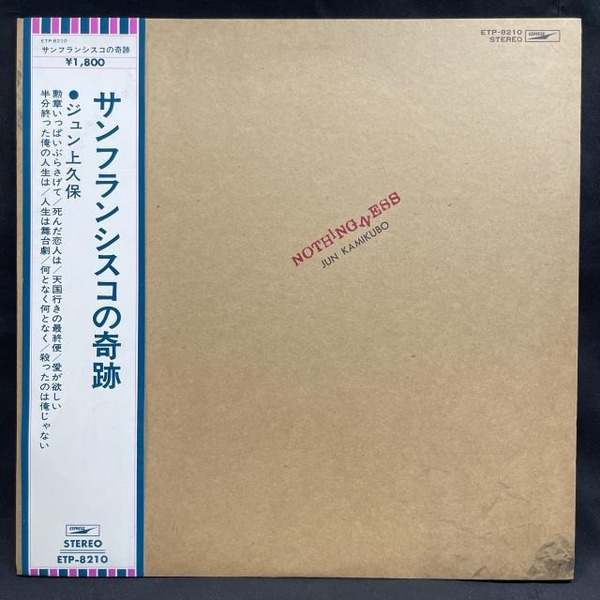 ETP-8210
サンフランシスコの奇跡
¥1,800
サンフランシスコの奇跡
●ジュン上久保
勲章いっぱいぶらさげて/死んだ恋人は/天国行きの最終便/愛が欲しい
半分終った俺の人生は/人生は舞台劇/何となく何となく/殺ったのは俺じゃない
EXPRESS
STEREO
ETP-8210
ETP-8210
STEREO
EXPRESS
NOTHINGNESS
JUN KAMIKUBO